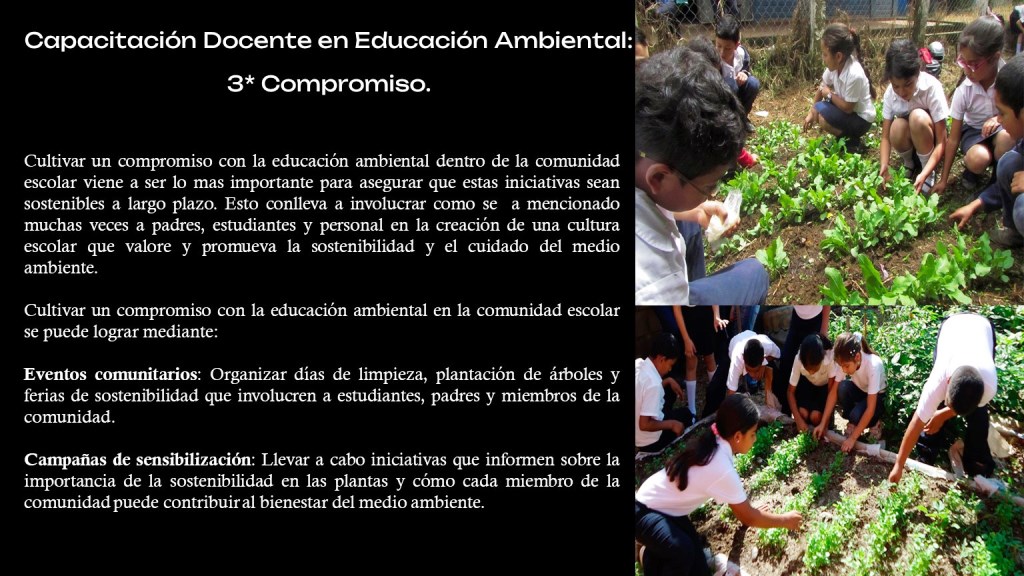 Capacitación Docente en Educación Ambiental:
3* Compromiso.
Cultivar un compromiso con la educación ambiental dentro de la comunidad
escolar viene a ser lo mas importante para asegurar que estas iniciativas sean
sostenibles a largo plazo. Esto conlleva a involucrar como se a mencionado
muchas veces a padres, estudiantes y personal en la creación de una cultura
escolar que valore y promueva la sostenibilidad y el cuidado del medio
ambiente.
Cultivar un compromiso con la educación ambiental en la comunidad escolar
se puede lograr mediante:
Eventos comunitarios: Organizar días de limpieza, plantación de árboles y
ferias de sostenibilidad que involucren a estudiantes, padres y miembros de la
comunidad.
Campañas de sensibilización: Llevar a cabo iniciativas que informen sobre la
importancia de la sostenibilidad en las plantas y cómo cada miembro de la
comunidad puede contribuir al bienestar del medio ambiente.